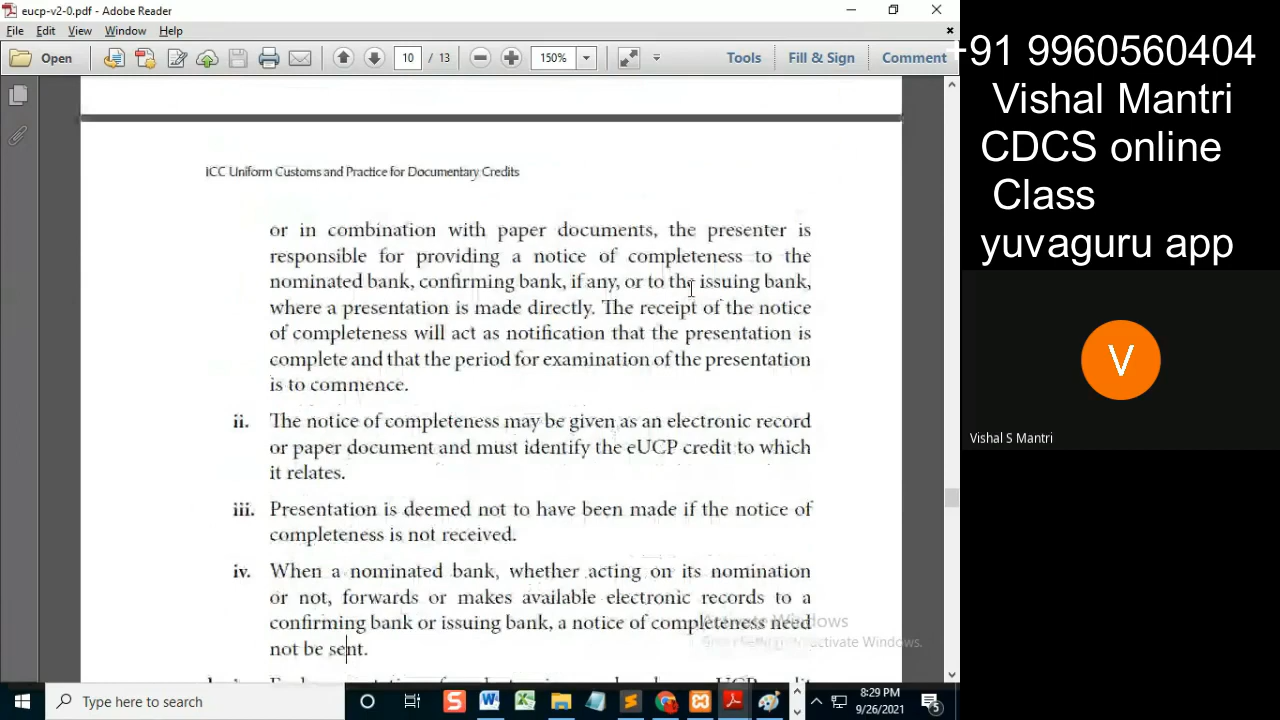 eucp-v2-0.pdf - Adobe Reader
File Edit View Window Help
Open 10 / 13 150% Tools Fill & Sign Comment
ICC Uniform Customs and Practice for Documentary Credits
or in combination with paper documents, the presenter is
responsible for providing a notice of completeness to the
nominated bank, confirming bank, if any, or to the issuing bank,
where a presentation is made directly. The receipt of the notice
of completeness will act as notification that the presentation is
complete and that the period for examination of the presentation
is to commence.
ii. The notice of completeness may be given as an electronic record
or paper document and must identify the eUCP credit to which
it relates.
iii. Presentation is deemed not to have been made if the notice of
completeness is not received.
iv. When a nominated bank, whether acting on its nomination
or not, forwards or makes available electronic records to a
confirming bank or issuing bank, a notice of completeness need
not be sent.
Activate Windows
activate Windows.
Type here to search
8:29 PM
9/26/2021
5
+91 9960560404
Vishal Mantri
CDCS online
Class
yuvaguru app
V
Vishal S Mantri